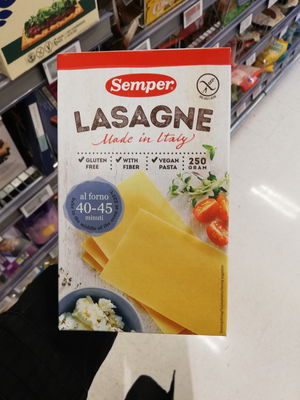 Semper
LASAGNE
Made in Italy
✓ GLUTEN FREE ✓ WITH FIBER ✓ VEGAN PASTA 250 GRAM
al forno
40-45
minuti